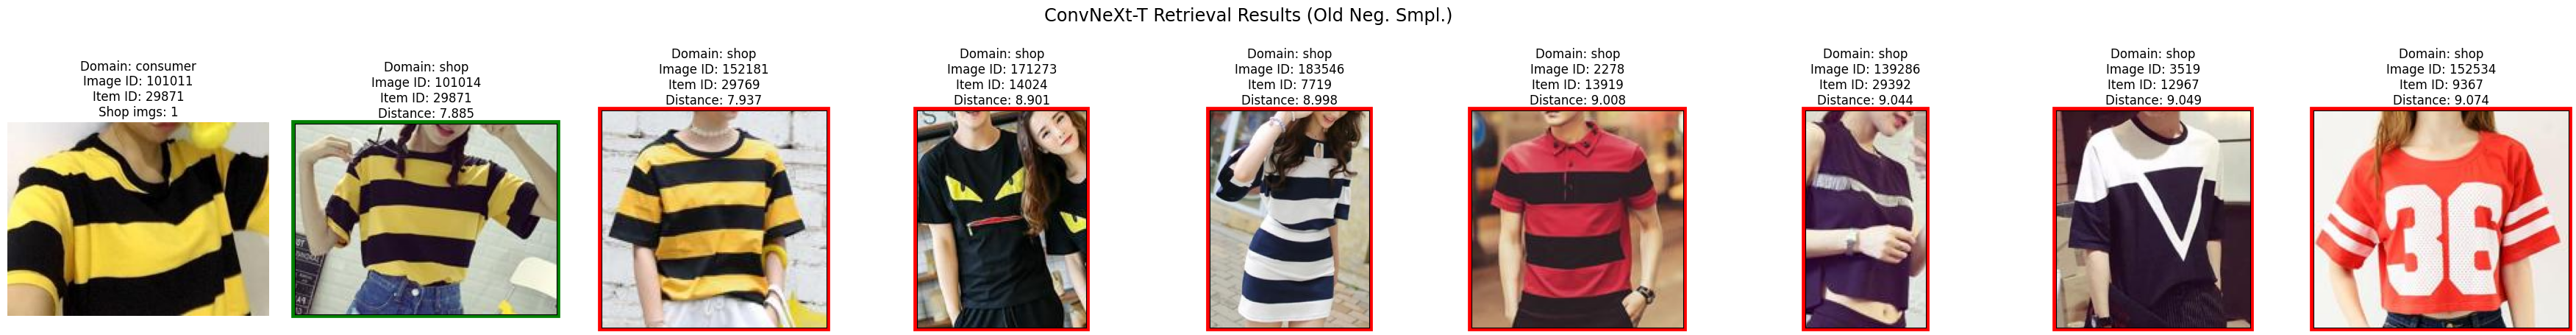 ConvNeXt-T Retrieval Results (Old Neg. Smpl.)
Domain: consumer
Image ID: 101011
Item ID: 29871
Shop imgs: 1
Domain: shop
Image ID: 101014
Item ID: 29871
Distance: 7.885
Domain: shop
Image ID: 152181
Item ID: 29769
Distance: 7.937
Domain: shop
Image ID: 171273
Item ID: 14024
Distance: 8.901
Domain: shop
Image ID: 183546
Item ID: 7719
Distance: 8.998
Domain: shop
Image ID: 2278
Item ID: 13919
Distance: 9.008
Domain: shop
Image ID: 139286
Item ID: 29392
Distance: 9.044
Domain: shop
Image ID: 3519
Item ID: 12967
Distance: 9.049
Domain: shop
Image ID: 152534
Item ID: 9367
Distance: 9.074
36